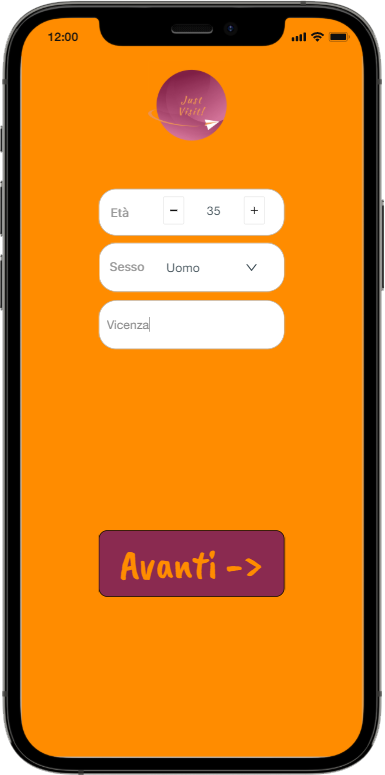 12:00
Just
Visit!
Età
− 35 +
Sesso Uomo
Vicenza
Avanti ->